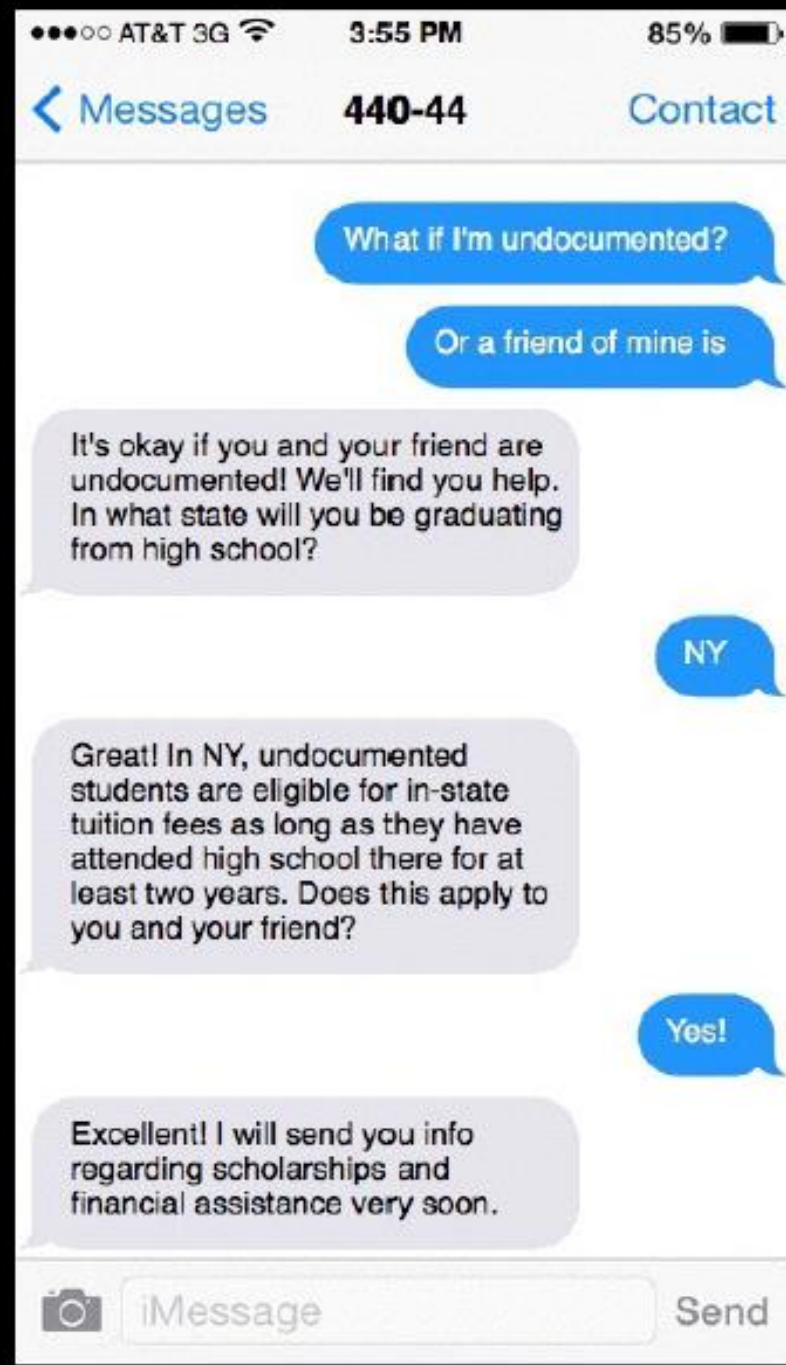 AT&T 3G 3:55 PM 85%
Messages 440-44 Contact
What if I'm undocumented?
Or a friend of mine is
It's okay if you and your friend are
undocumented! We'll find you help.
In what state will you be graduating
from high school?
NY
Great! In NY, undocumented
students are eligible for in-state
tuition fees as long as they have
attended high school there for at
least two years. Does this apply to
you and your friend?
Yes!
Excellent! I will send you info
regarding scholarships and
financial assistance very soon.
iMessage Send